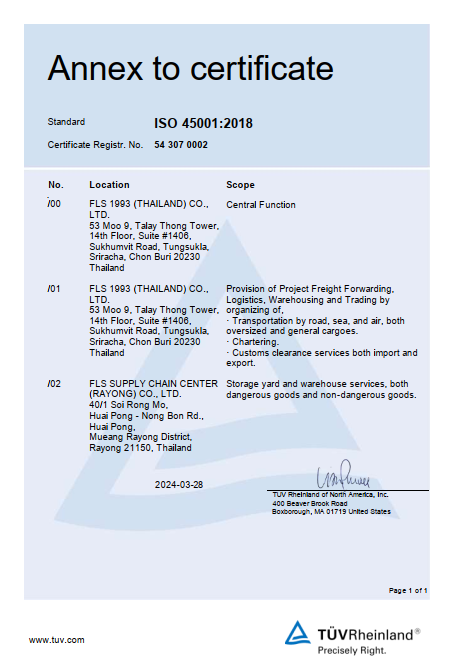 Annex to certificate
Standard ISO 45001:2018
Certificate Registr. No. 54 307 0002
No. Location Scope
/00 FLS 1993 (THAILAND) CO., Central Function
LTD.
53 Moo 9, Talay Thong Tower,
14th Floor, Suite #1406,
Sukhumvit Road, Tungsukla,
Sriracha, Chon Buri 20230
Thailand
/01 FLS 1993 (THAILAND) CO., Provision of Project Freight Forwarding,
LTD. Logistics, Warehousing and Trading by
53 Moo 9, Talay Thong Tower, organizing of,
14th Floor, Suite #1406, · Transportation by road, sea, and air, both
Sukhumvit Road, Tungsukla, oversized and general cargoes.
Sriracha, Chon Buri 20230 · Chartering.
Thailand · Customs clearance services both import and
export.
/02 FLS SUPPLY CHAIN CENTER Storage yard and warehouse services, both
(RAYONG) CO., LTD. dangerous goods and non-dangerous goods.
40/1 Soi Rong Mo,
Huai Pong - Nong Bon Rd.,
Huai Pong,
Mueang Rayong District,
Rayong 21150, Thailand
2024-03-28
TÜV Rheinland of North America, Inc.
400 Beaver Brook Road
Boxborough, MA 01719 United States
Page 1 of 1
www.tuv.com
TÜVRheinland®
Precisely Right.